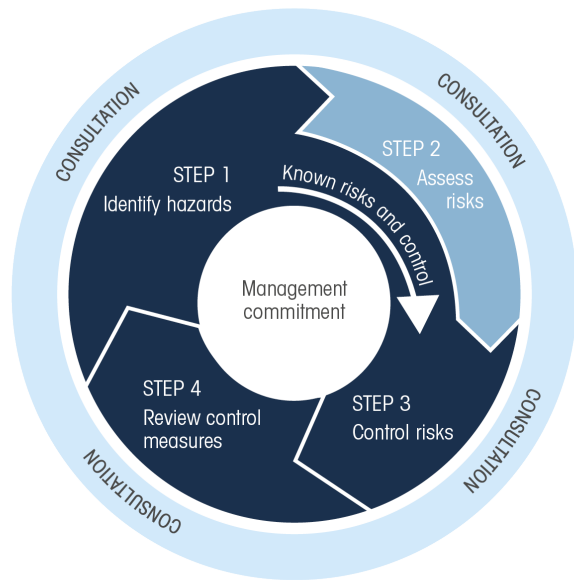 CONSULTATION
CONSULTATION
STEP 1
Identify hazards
STEP 2
Assess
risks
Known risks and control
Management
commitment
STEP 4
Review control
measures
STEP 3
Control risks
CONSULTATION
CONSULTATION